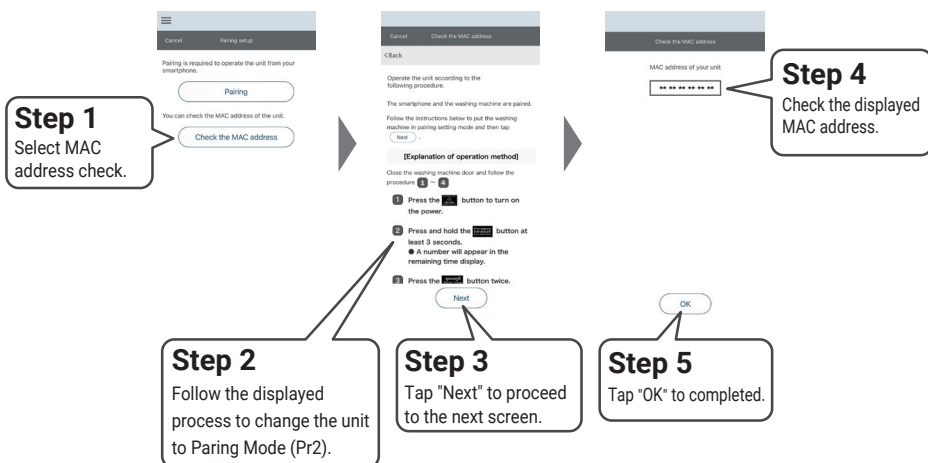 Cancel Pairing setup
Pairing is required to operate the unit from your
smartphone.
Pairing
You can check the MAC address of the unit.
Check the MAC address
Step 1
Select MAC
address check.
Cancel Check the MAC address
<Back
Operate the unit according to the
following procedure.
The smartphone and the washing machine are paired.
Follow the instructions below to put the washing
machine in pairing setting mode and then tap
Next .
[Explanation of operation method]
Close the washing machine door and follow the
procedure 1 ~ 4
1 Press the button to turn on
the power.
2 Press and hold the button at
least 3 seconds.
● A number will appear in the
remaining time display.
3 Press the button twice.
Next
Step 2
Follow the displayed
process to change the unit
to Paring Mode (Pr2).
Step 3
Tap "Next" to proceed
to the next screen.
Check the MAC address
MAC address of your unit
** ** ** ** ** **
OK
Step 4
Check the displayed
MAC address.
Step 5
Tap "OK" to completed.